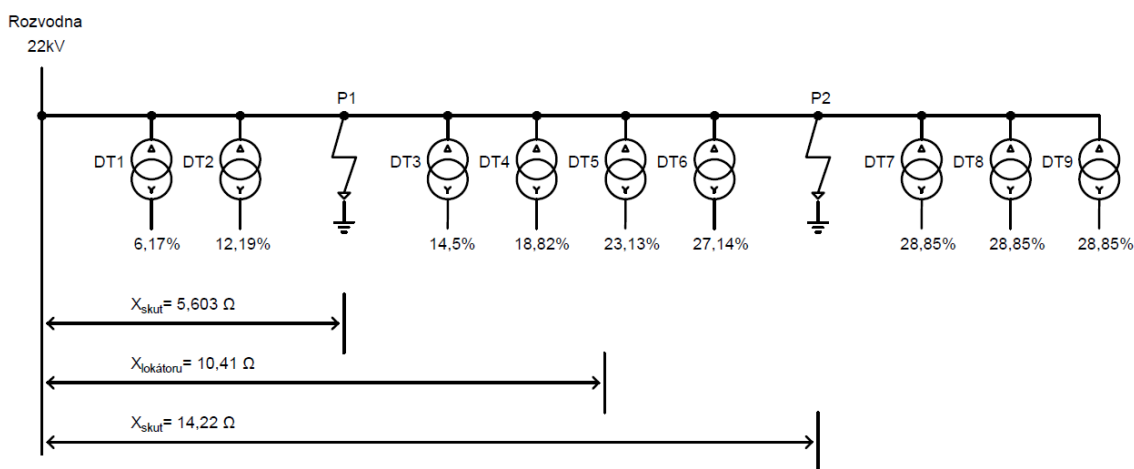 Rozvodna
22kV
P1
P2
DT1
DT2
DT3
DT4
DT5
DT6
DT7
DT8
DT9
Δ Δ Δ Δ Δ Δ Δ Δ Δ
Y Y Y Y Y Y Y Y Y
6,17%
12,19%
14,5%
18,82%
23,13%
27,14%
28,85%
28,85%
28,85%
Xskut= 5,603 Ω
Xlokátoru= 10,41 Ω
Xskut= 14,22 Ω